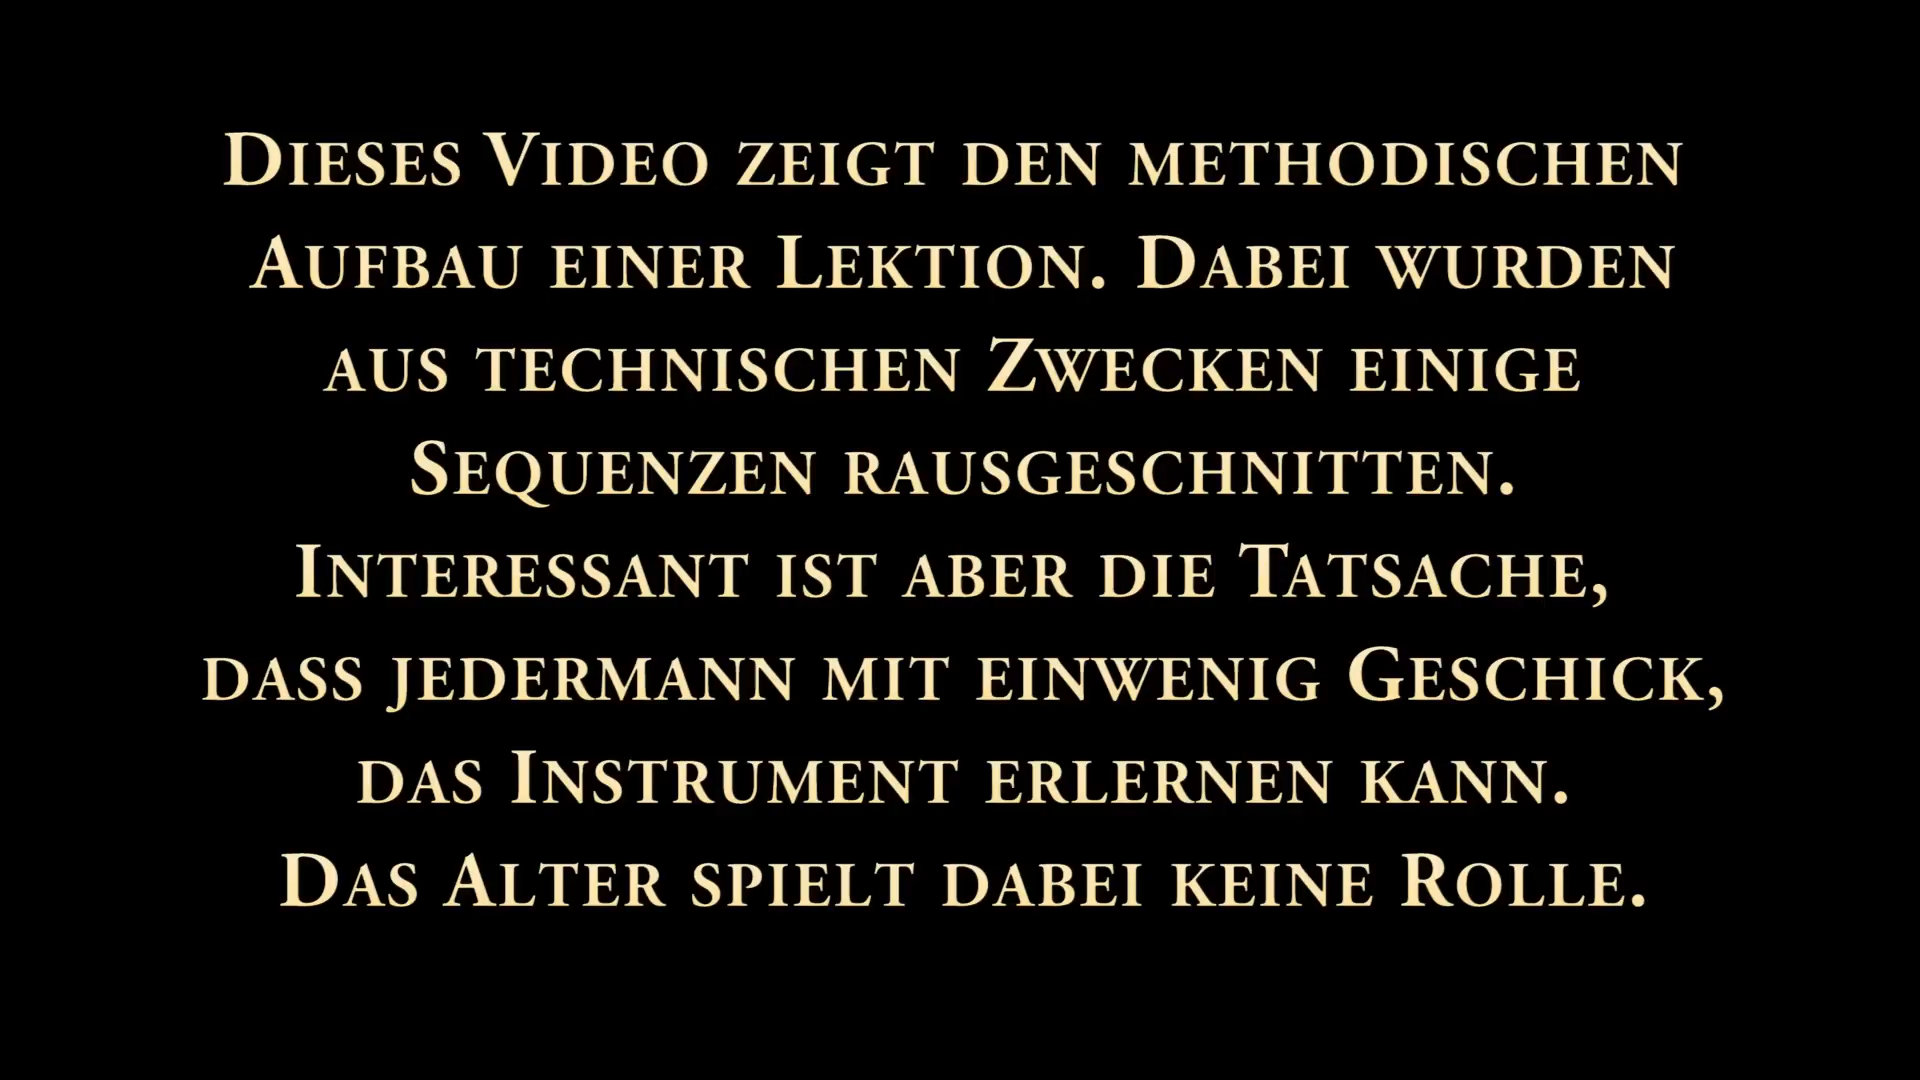 Dieses Video zeigt den methodischen
Aufbau einer Lektion. Dabei wurden
aus technischen Zwecken einige
Sequenzen rausgeschnitten.
Interessant ist aber die Tatsache,
dass jedermann mit einwenig Geschick,
das Instrument erlernen kann.
Das Alter spielt dabei keine Rolle.